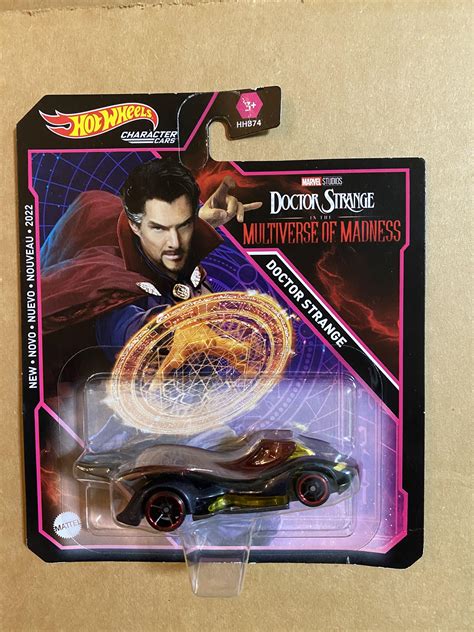 HOT WHEELS
CHARACTER
CARS
3+
HHB74
MARVEL STUDIOS
DOCTOR STRANGE
IN THE
MULTIVERSE OF MADNESS
DOCTOR STRANGE
NEW • NOVO • NUEVO • NOUVEAU • 2022
MATTEL